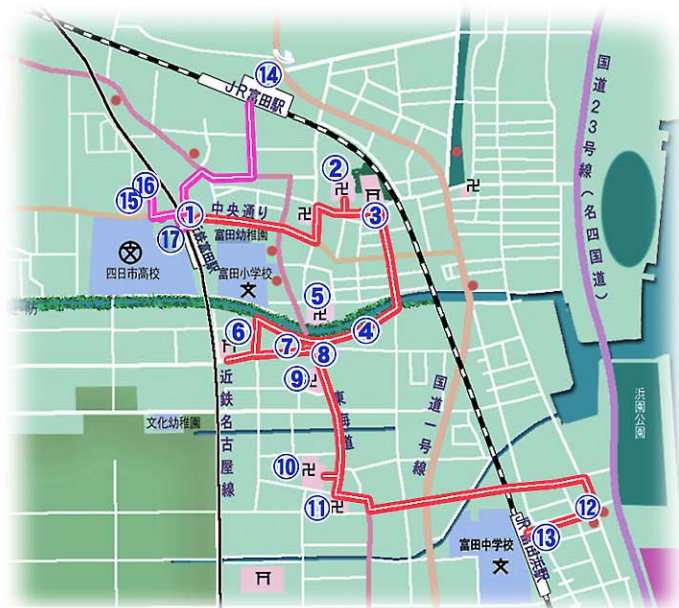 ⑭
JR富田駅
国道23号線(名四国道)
②
⑯
⑮
①
中央通り
③
富田幼稚園
⑰
鉄富田駅
四日市高校
富田小学校
⑤
④
⑥
⑦
⑧
⑨
近鉄名古屋線
東海道
国道一号線
浜園公園
文化幼稚園
⑩
⑪
⑫
⑬
富田中学校
JR富田浜駅